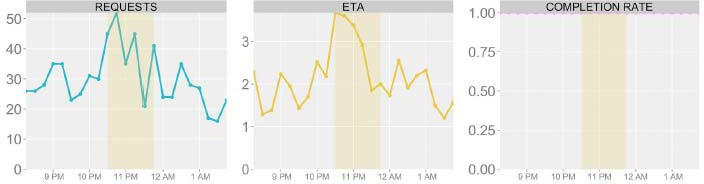 REQUESTS
50
40
30
20
10
0
9 PM 10 PM 11 PM 12 AM 1 AM
ETA
3
2
1
0
9 PM 10 PM 11 PM 12 AM 1 AM
COMPLETION RATE
1.00
0.75
0.50
0.25
0.00
9 PM 10 PM 11 PM 12 AM 1 AM